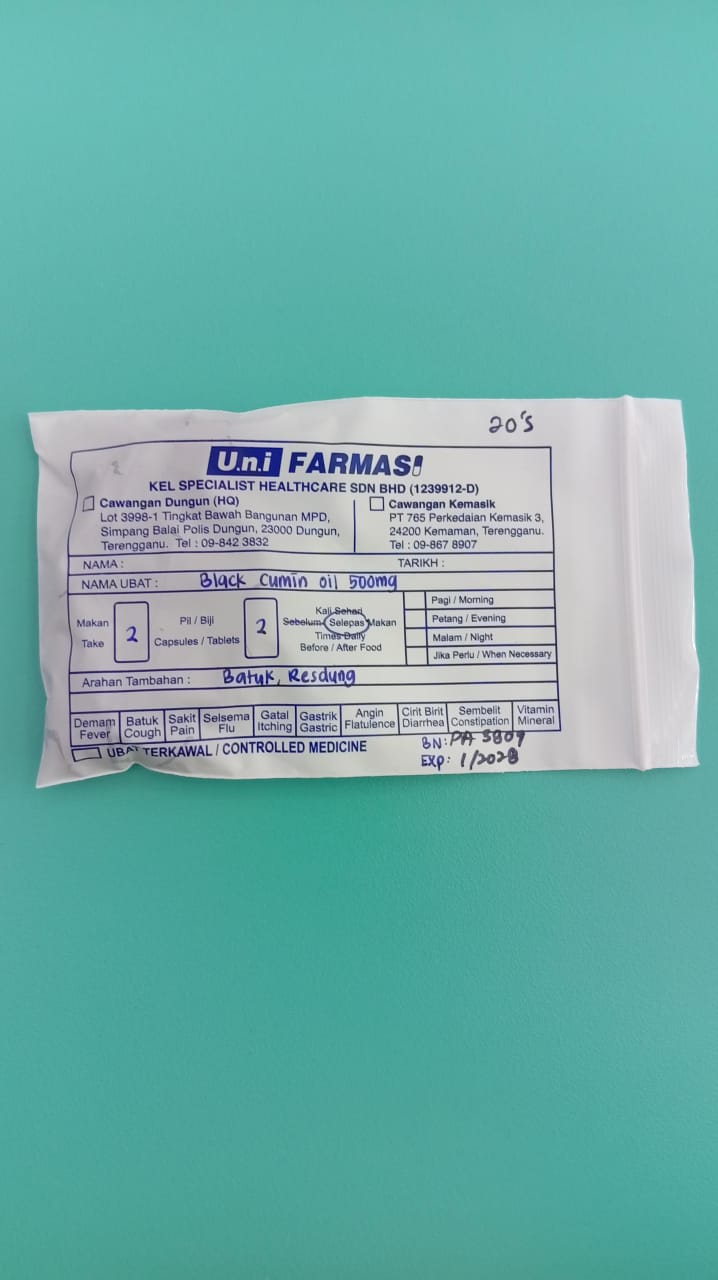 20's
U.n.i FARMASi
KEL SPECIALIST HEALTHCARE SDN BHD (1239912-D)
Cawangan Dungun (HQ)
Lot 3998-1 Tingkat Bawah Bangunan MPD,
Simpang Balai Polis Dungun, 23000 Dungun,
Terengganu. Tel : 09-842 3832
Cawangan Kemasik
PT 765 Perkedaian Kemasik 3,
24200 Kemaman, Terengganu.
Tel : 09-867 8907
NAMA :
TARIKH :
NAMA UBAT : Black cumin oil 500mg
Makan
Take
2
Pil / Biji
Capsules / Tablets
2
Kali Sehari
Sebelum / Selepas Makan
Times Daily
Before / After Food
Pagi / Morning
Petang / Evening
Malam / Night
Jika Perlu / When Necessary
Arahan Tambahan : Batuk, Resdung
Demam
Fever
Batuk
Cough
Sakit
Pain
Selsema
Flu
Gatal
Itching
Gastrik
Gastric
Angin
Flatulence
Cirit Birit
Diarrhea
Sembelit
Constipation
Vitamin
Mineral
UBAT TERKAWAL / CONTROLLED MEDICINE
BN: PA
EXP: 1/2028